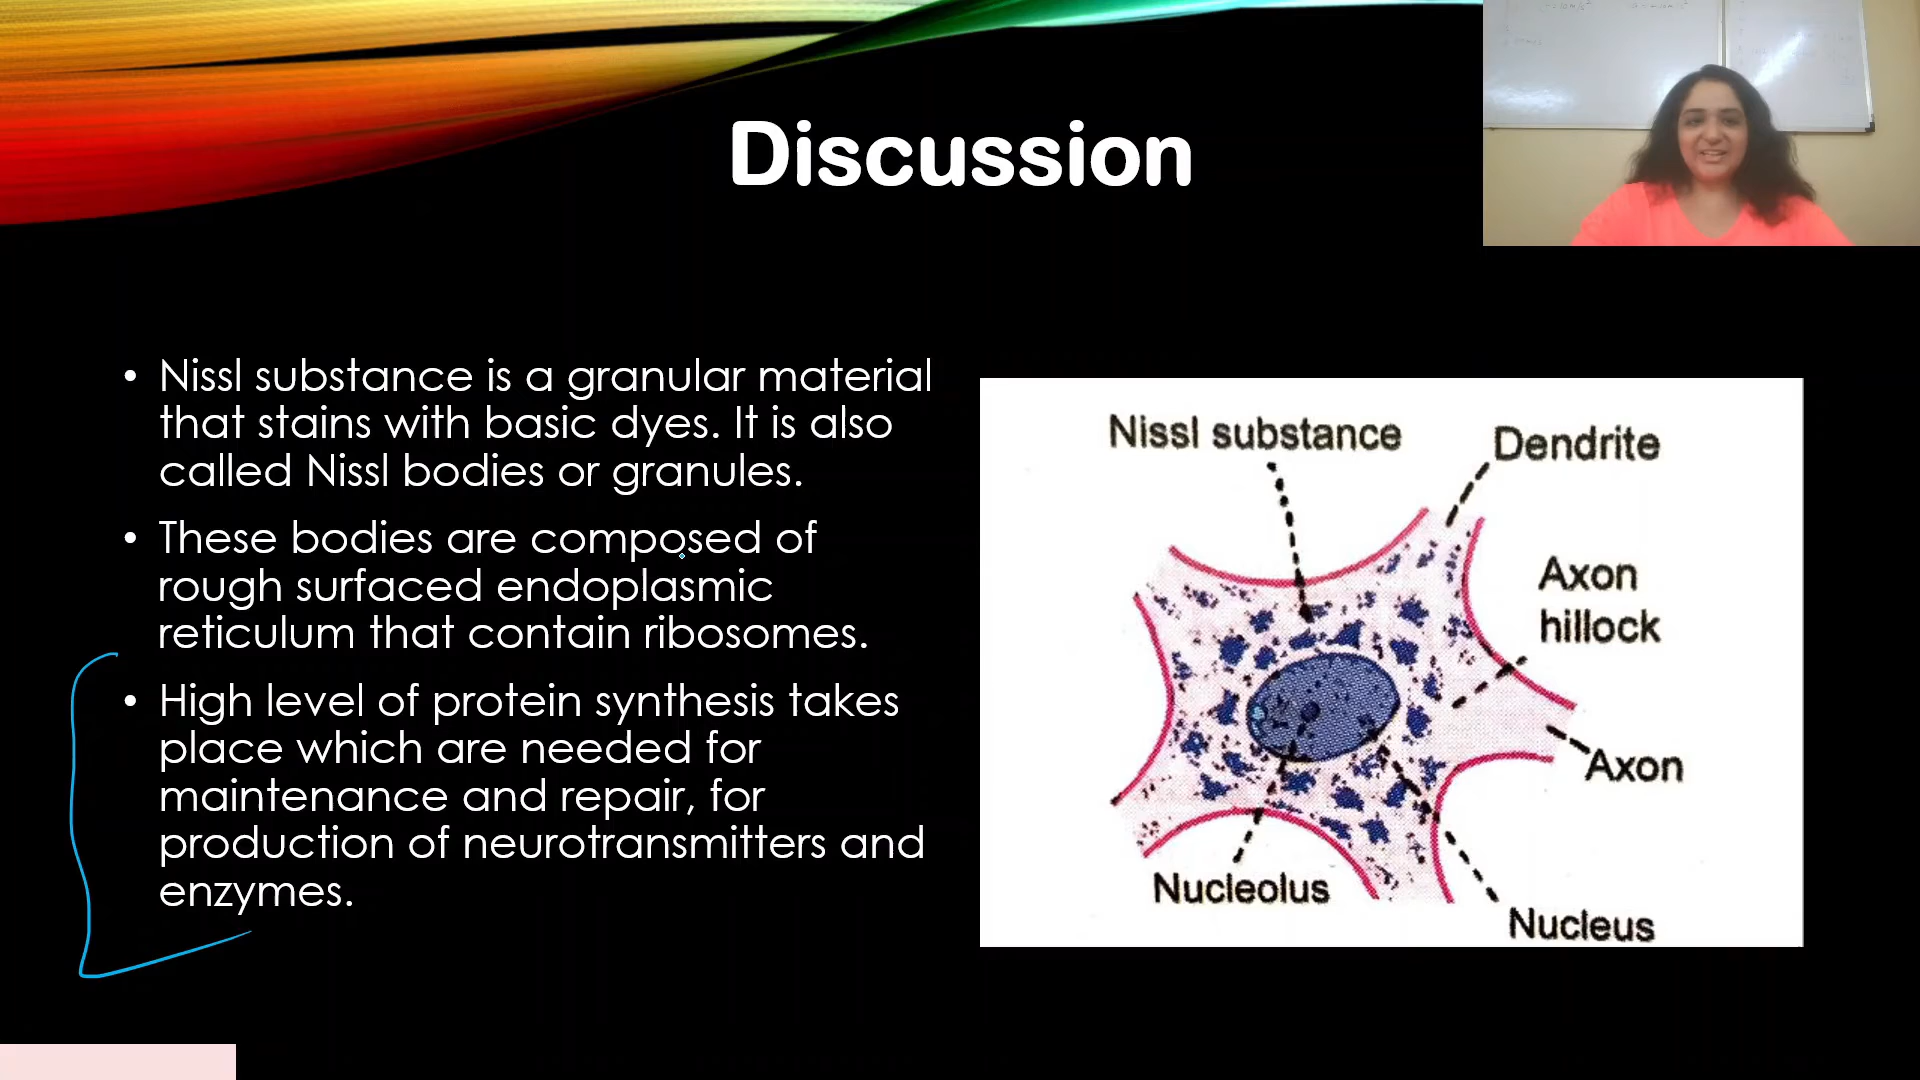 Discussion
• Nissl substance is a granular material
that stains with basic dyes. It is also
called Nissl bodies or granules.
• These bodies are composed of
rough surfaced endoplasmic
reticulum that contain ribosomes.
• High level of protein synthesis takes
place which are needed for
maintenance and repair, for
production of neurotransmitters and
enzymes.
Nissl substance
Dendrite
Axon
hillock
Axon
Nucleolus
Nucleus